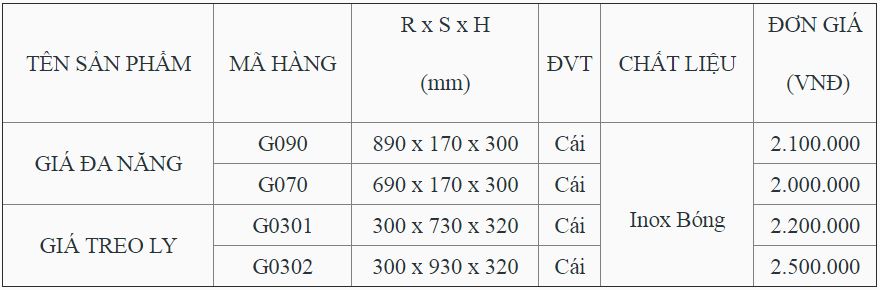 TÊN SẢN PHẨM MÃ HÀNG R x S x H (mm) ĐVT CHẤT LIỆU ĐƠN GIÁ (VNĐ)
GIÁ ĐA NĂNG G090 890 x 170 x 300 Cái Inox Bóng 2.100.000
G070 690 x 170 x 300 Cái 2.000.000
GIÁ TREO LY G0301 300 x 730 x 320 Cái 2.200.000
G0302 300 x 930 x 320 Cái 2.500.000